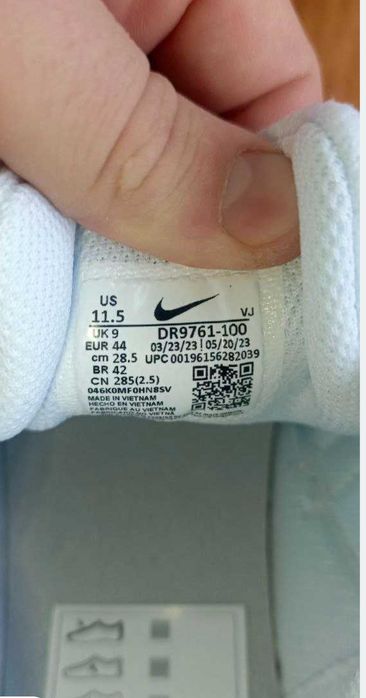 US
11.5 VJ
UK 9 DR9761-100
EUR 44 03/23/23 05/20/23
cm 28.5 UPC 00196156282039
BR 42
CN 285(2.5)
046K0MF0HN8SV
MADE IN VIETNAM
HECHO EN VIETNAM
FABRIQUE AU VIETNAM